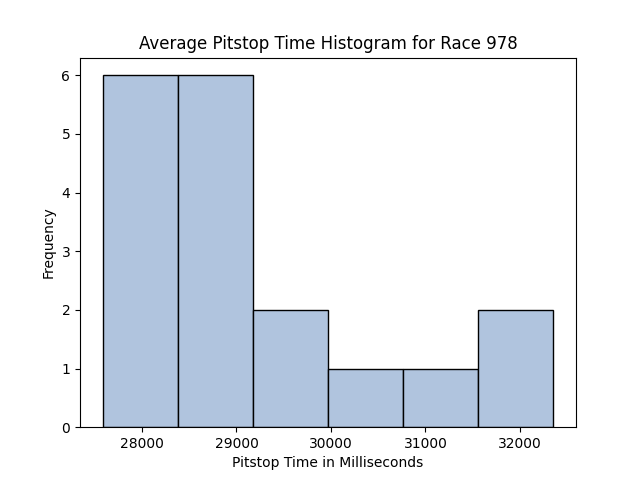 Average Pitstop Time Histogram for Race 978
6
5
4
3
2
1
0
Frequency
28000 29000 30000 31000 32000
Pitstop Time in Milliseconds